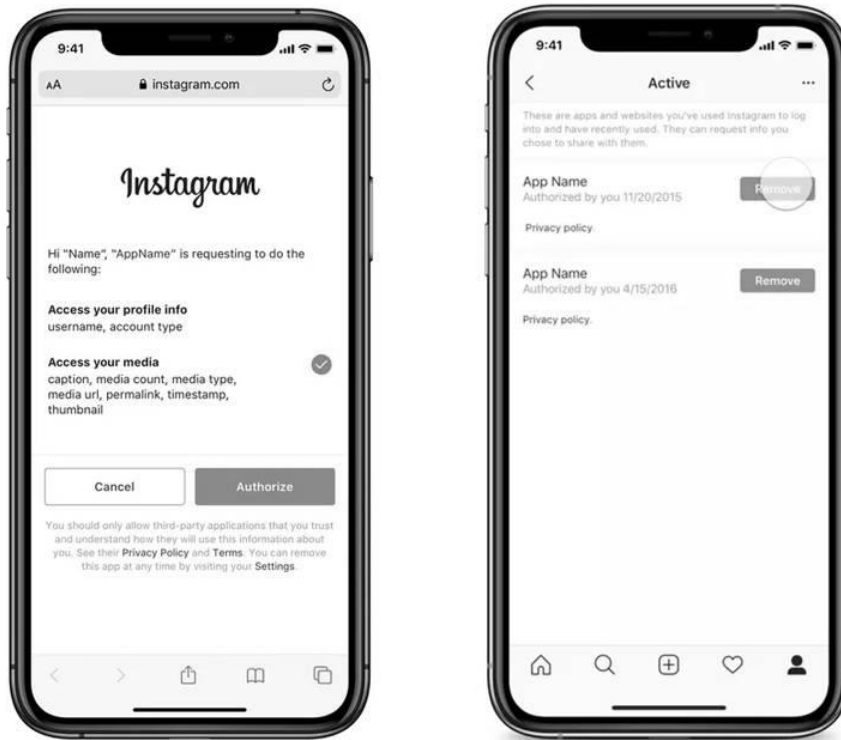 9:41
AA instagram.com
Instagram
Hi "Name", "AppName" is requesting to do the
following:
Access your profile info
username, account type
Access your media
caption, media count, media type,
media url, permalink, timestamp,
thumbnail
Cancel Authorize
You should only allow third-party applications that you trust
and understand how they will use this information about
you. See their Privacy Policy and Terms. You can remove
this app at any time by visiting your Settings.
9:41
Active
These are apps and websites you've used Instagram to log
into and have recently used. They can request info you
chose to share with them.
App Name
Remove
Authorized by you 11/20/2015
Privacy policy.
App Name
Remove
Authorized by you 4/15/2016
Privacy policy.